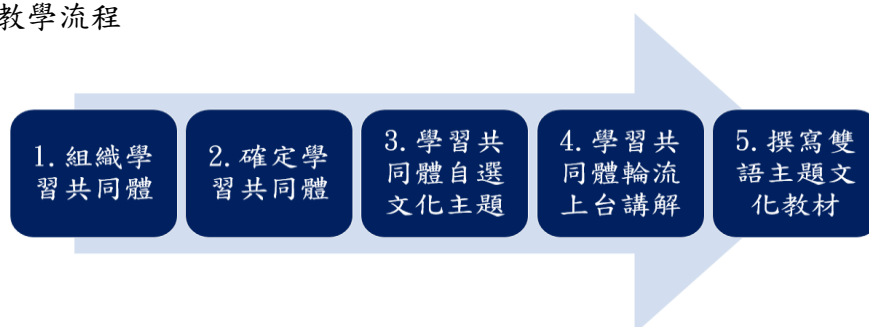 教學流程
1.組織學
習共同體
2.確定學
習共同體
3.學習共
同體自選
文化主題
4.學習共
同體輪流
上台講解
5.撰寫雙
語主題文
化教材